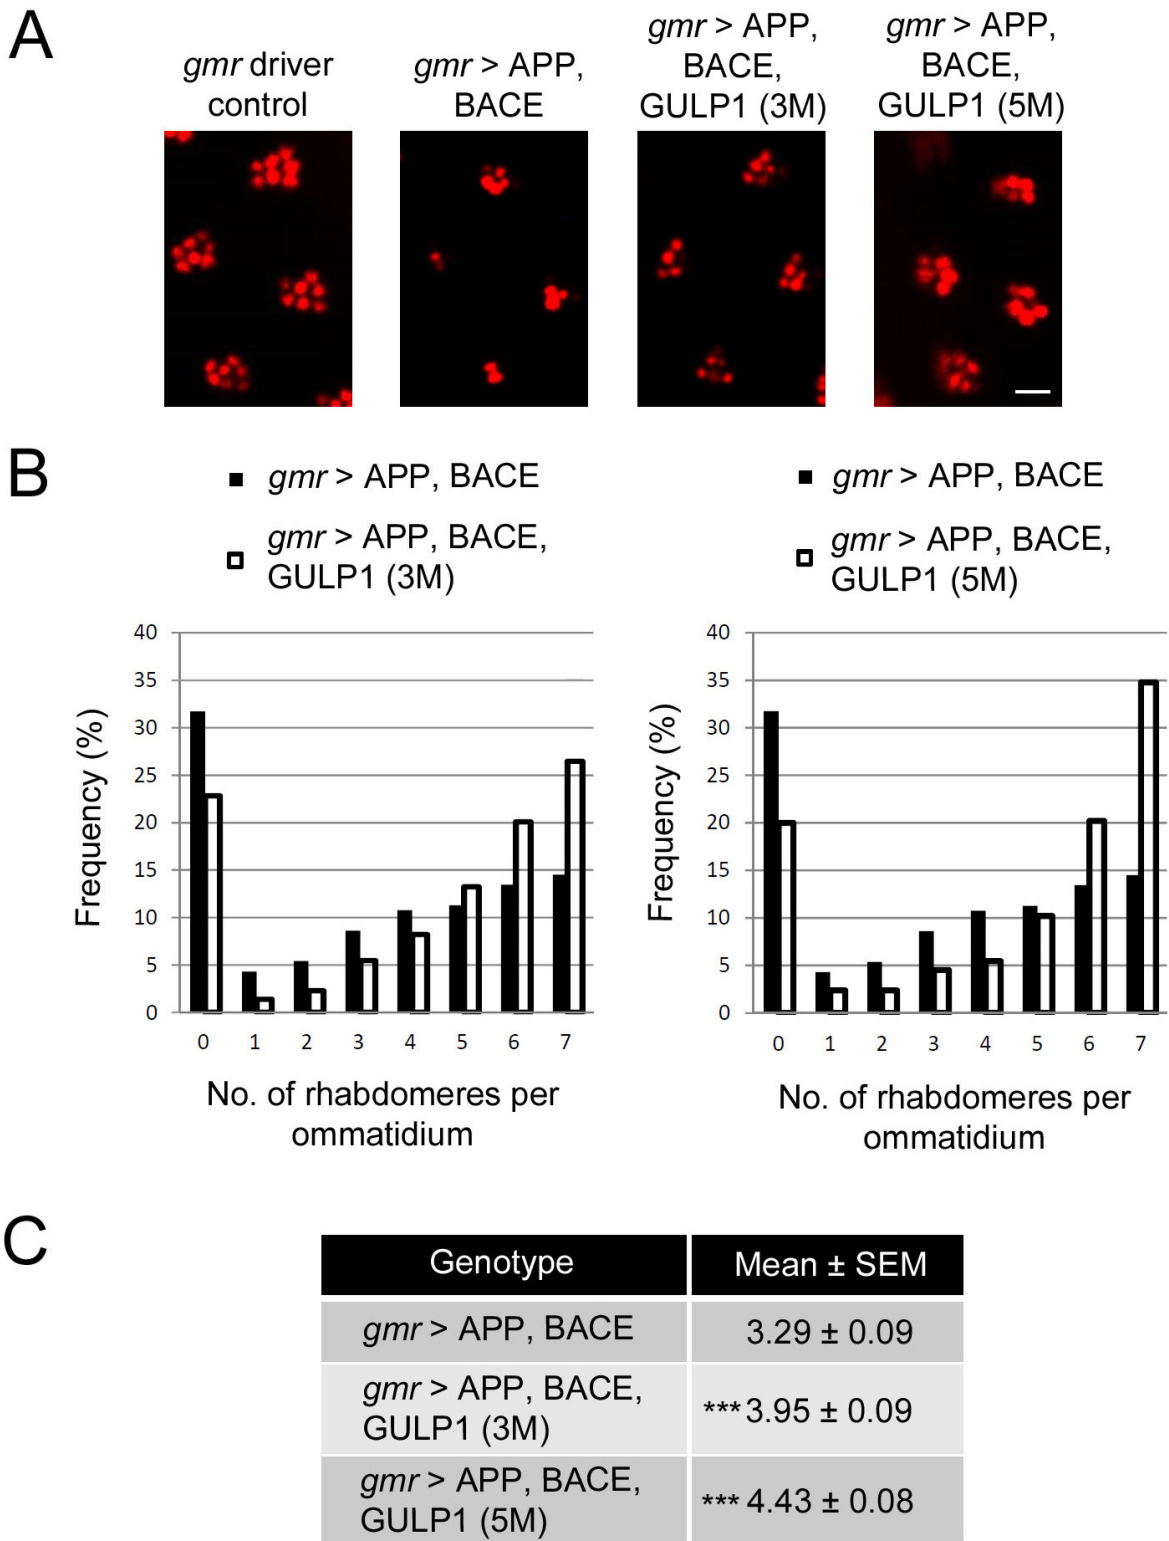 A
gmr driver
control
gmr > APP,
BACE
gmr > APP,
BACE,
GULP1 (3M)
gmr > APP,
BACE,
GULP1 (5M)
B
gmr > APP, BACE
gmr > APP, BACE,
GULP1 (3M)
Frequency (%)
40
35
30
25
20
15
10
5
0
0 1 2 3 4 5 6 7
No. of rhabdomeres per
ommatidium
gmr > APP, BACE
gmr > APP, BACE,
GULP1 (5M)
Frequency (%)
40
35
30
25
20
15
10
5
0
0 1 2 3 4 5 6 7
No. of rhabdomeres per
ommatidium
C
Genotype Mean ± SEM
gmr > APP, BACE 3.29 ± 0.09
gmr > APP, BACE,
GULP1 (3M) ***3.95 ± 0.09
gmr > APP, BACE,
GULP1 (5M) *** 4.43 ± 0.08